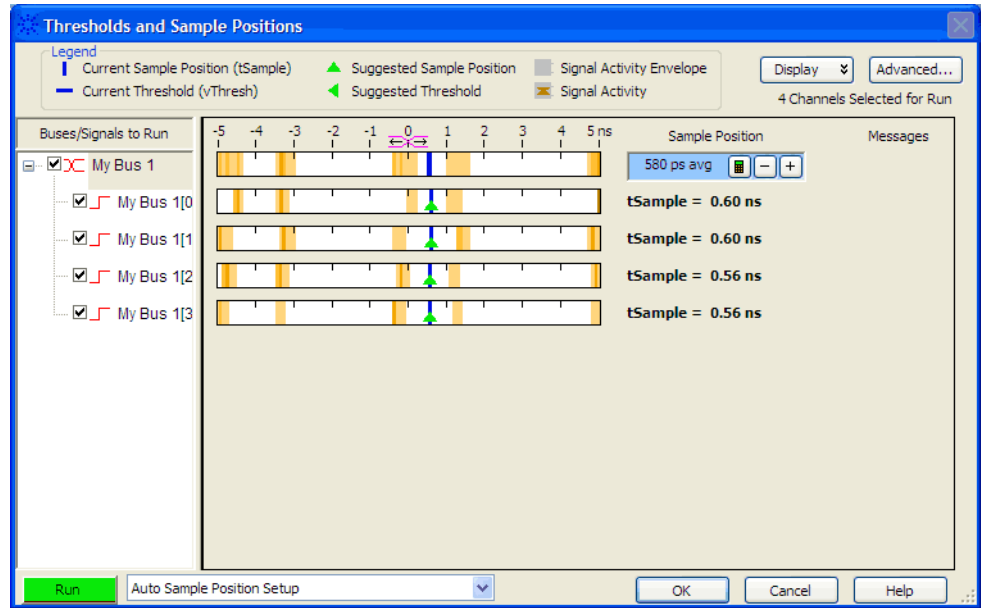 Thresholds and Sample Positions
Legend
Current Sample Position (tSample)
Suggested Sample Position
Signal Activity Envelope
Current Threshold (vThresh)
Suggested Threshold
Signal Activity
Display
Advanced...
4 Channels Selected for Run
Buses/Signals to Run
-5 -4 -3 -2 -1 0 1 2 3 4 5 ns
Sample Position
Messages
My Bus 1
580 ps avg
- +
My Bus 1[0
tSample = 0.60 ns
My Bus 1[1
tSample = 0.60 ns
My Bus 1[2
tSample = 0.56 ns
My Bus 1[3
tSample = 0.56 ns
Run
Auto Sample Position Setup
OK
Cancel
Help